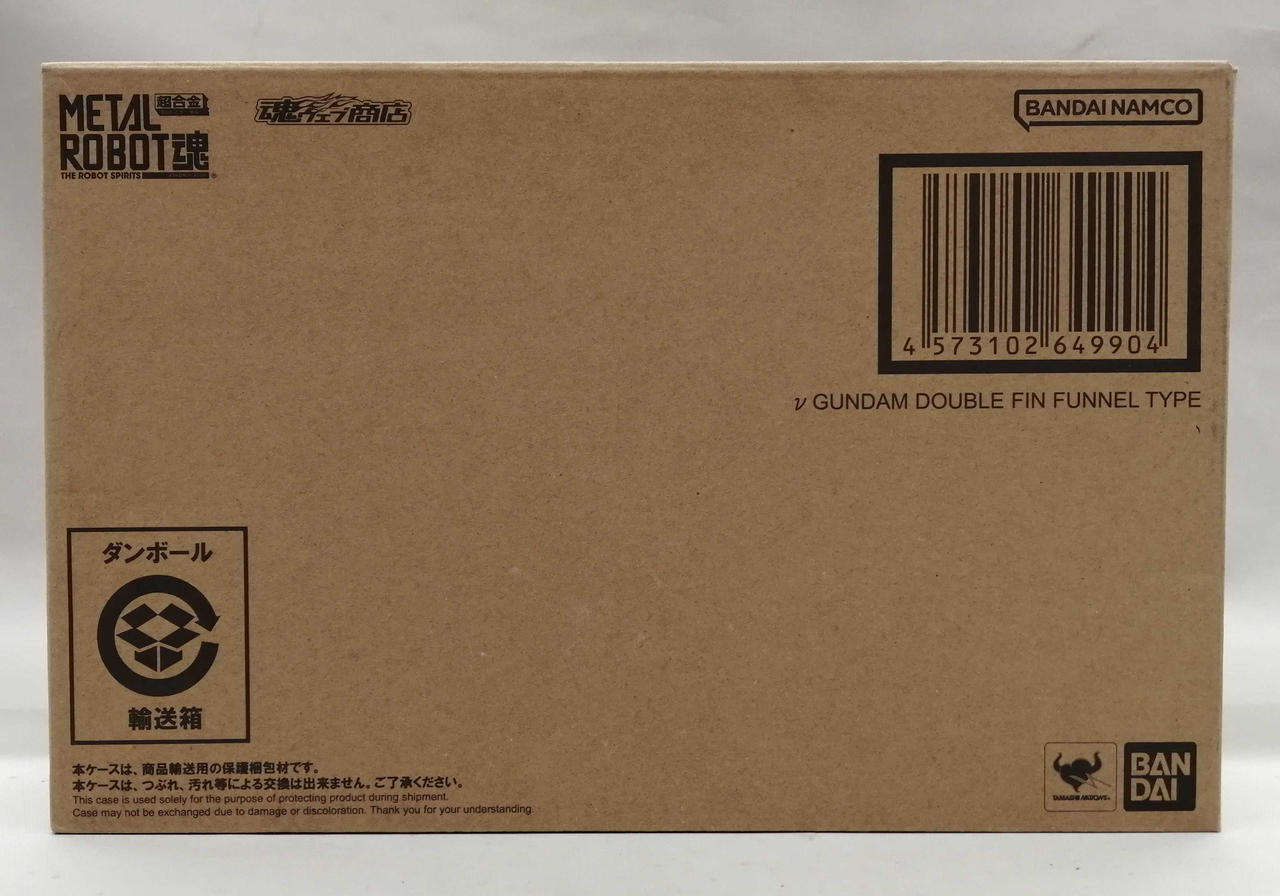 METAL 超合金
ROBOT魂
THE ROBOT SPIRITS
®
魂ウェブ商店
BANDAI NAMCO
4 573102 649904
ν GUNDAM DOUBLE FIN FUNNEL TYPE
ダンボール
輸送箱
本ケースは、商品輸送用の保護梱包材です。
本ケースは、つぶれ、汚れ等による交換は出来ません。ご了承ください。
This case is used solely for the purpose of protecting product during shipment.
Case may not be exchanged due to damage or discoloration. Thank you for your understanding.
TAMASHII NATIONS
BAN
DAI